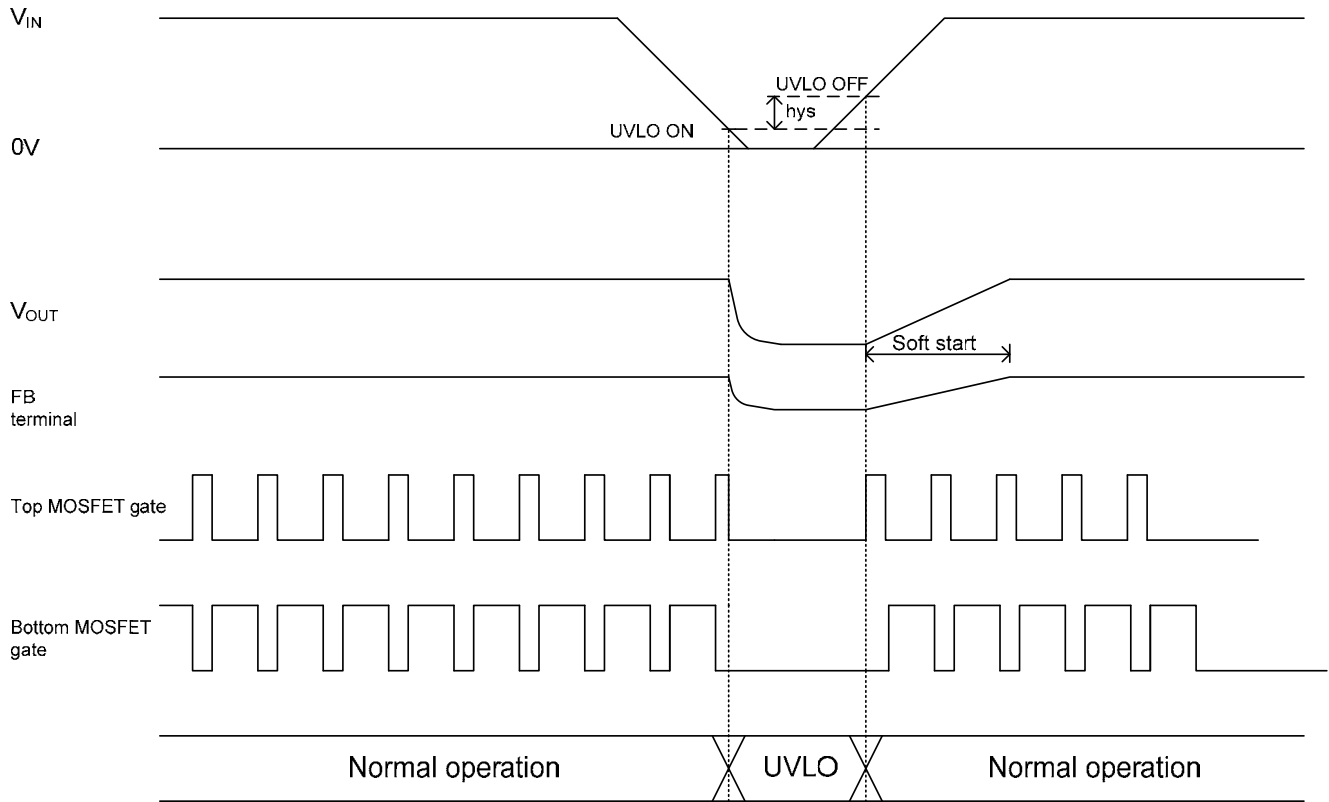 VIN
UVLO OFF
hys
UVLO ON
0V
VOUT
Soft start
FB
terminal
Top MOSFET gate
Bottom MOSFET
gate
Normal operation
UVLO
Normal operation